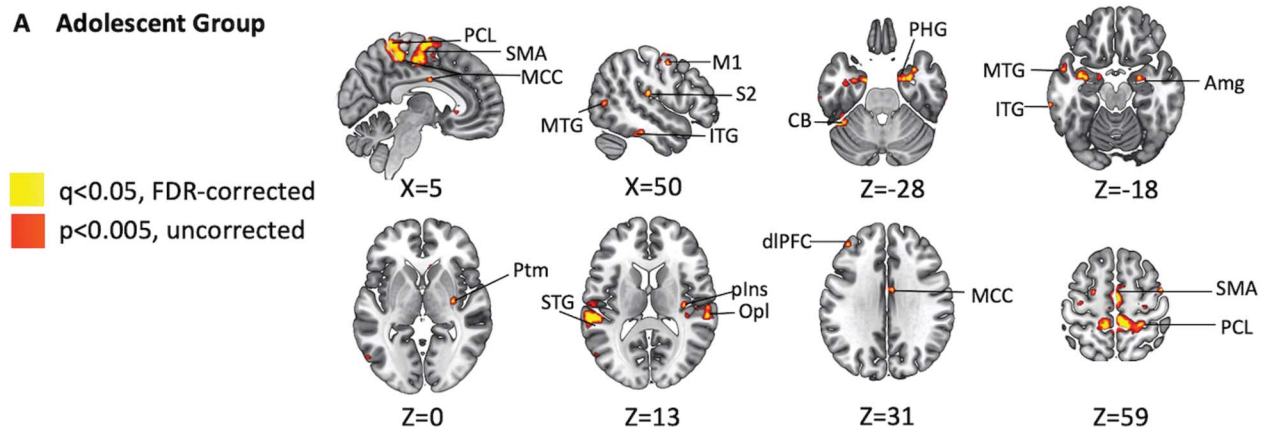 A Adolescent Group
q<0.05, FDR-corrected
p<0.005, uncorrected
PCL
SMA
MCC
X=5
M1
S2
MTG
ITG
X=50
PHG
CB
Z=-28
MTG
ITG
Amg
Z=-18
Ptm
Z=0
STG
pIns
Opl
Z=13
dlPFC
MCC
Z=31
SMA
PCL
Z=59